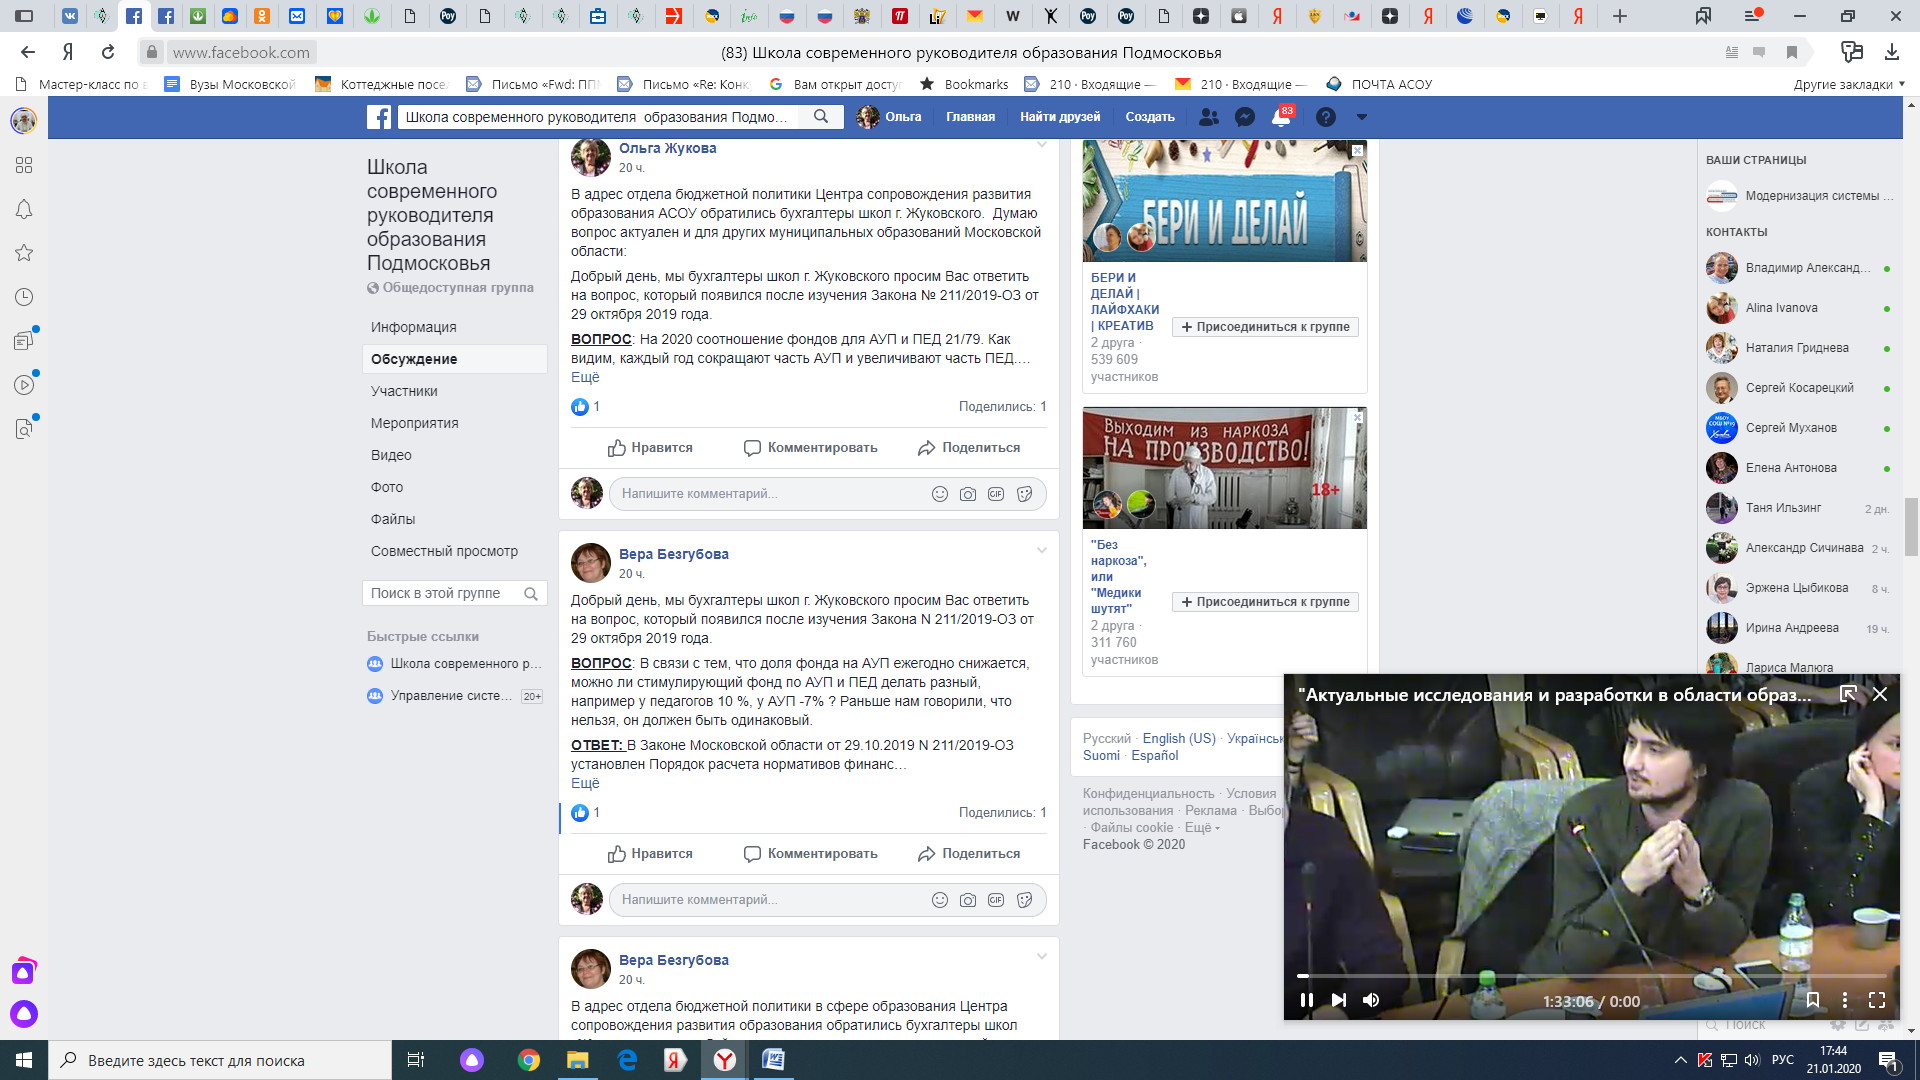 www.facebook.com
(83) Школа современного руководителя образования Подмосковья
Мастер-класс по в
Вузы Московской
Коттеджные посел
Письмо «Fwd: ППМ
Письмо «Re: Конк
Вам открыт досту
Bookmarks
210 · Входящие —
210 · Входящие —
ПОЧТА АСОУ
Другие закладки
Школа современного руководителя образования Подмо...
Ольга
Главная
Найти друзей
Создать
83
Школа
современного
руководителя
образования
Подмосковья
Общедоступная группа
Информация
Обсуждение
Участники
Мероприятия
Видео
Фото
Файлы
Совместный просмотр
Поиск в этой группе
Быстрые ссылки
Школа современного р...
Управление систе... 20+
Ольга Жукова
20 ч.
В адрес отдела бюджетной политики Центра сопровождения развития
образования АСОУ обратились бухгалтеры школ г. Жуковского. Думаю
вопрос актуален и для других муниципальных образований Московской
области:
Добрый день, мы бухгалтеры школ г. Жуковского просим Вас ответить
на вопрос, который появился после изучения Закона № 211/2019-ОЗ от
29 октября 2019 года.
ВОПРОС: На 2020 соотношение фондов для АУП и ПЕД 21/79. Как
видим, каждый год сокращают часть АУП и увеличивают часть ПЕД.…
Ещё
1
Поделились: 1
Нравится
Комментировать
Поделиться
Напишите комментарий...
GIF
Вера Безгубова
20 ч.
Добрый день, мы бухгалтеры школ г. Жуковского просим Вас ответить
на вопрос, который появился после изучения Закона N 211/2019-ОЗ от
29 октября 2019 года.
ВОПРОС: В связи с тем, что доля фонда на АУП ежегодно снижается,
можно ли стимулирующий фонд по АУП и ПЕД делать разный,
например у педагогов 10 %, у АУП -7% ? Раньше нам говорили, что
нельзя, он должен быть одинаковый.
ОТВЕТ: В Законе Московской области от 29.10.2019 N 211/2019-ОЗ
установлен Порядок расчета нормативов финанс…
Ещё
1
Поделились: 1
Нравится
Комментировать
Поделиться
Напишите комментарий...
GIF
Вера Безгубова
20 ч.
В адрес отдела бюджетной политики в сфере образования Центра
сопровождения развития образования обратились бухгалтеры школ
БЕРИ И ДЕЛАЙ
БЕРИ И
ДЕЛАЙ |
ЛАЙФХАКИ
| КРЕАТИВ
2 друга ·
539 609
участников
+ Присоединиться к группе
ВЫХОДИМ ИЗ НАРКОЗА
НА ПРОИЗВОДСТВО!
18+
"Без
наркоза",
или
"Медики
шутят"
2 друга ·
311 760
участников
+ Присоединиться к группе
Русский · English (US) · Українськ
Suomi · Español
Конфиденциальность · Условия
использования · Реклама · Выбор
· Файлы cookie · Ещё
Facebook © 2020
ВАШИ СТРАНИЦЫ
Модернизация системы ...
КОНТАКТЫ
Владимир Александ...
Alina Ivanova
Наталия Гриднева
Сергей Косарецкий
Сергей Муханов
Елена Антонова
Таня Ильзинг 2 дн.
Александр Сичинава 2 ч.
Эржена Цыбикова 8 ч.
Ирина Андреева 19 ч.
Лариса Малюга
"Актуальные исследования и разработки в области образ...
1:33:06 / 0:00
Поиск
Введите здесь текст для поиска
РУС
17:44
21.01.2020
1